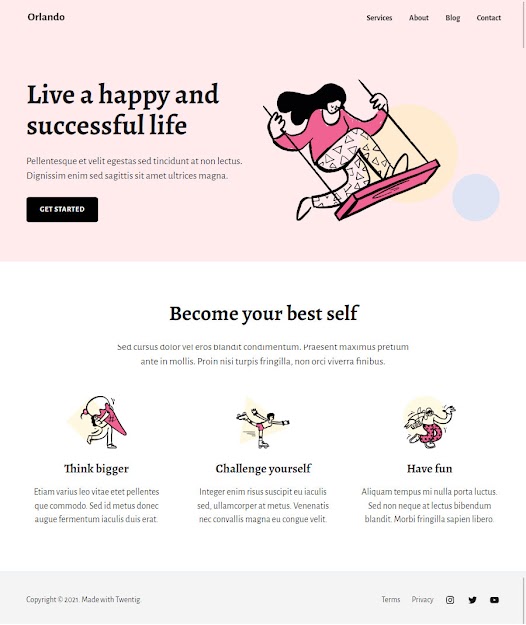 Orlando
Services About Blog Contact
Live a happy and
successful life
Pellentesque et velit egestas sed tincidunt at non lectus.
Dignissim enim sed sagittis sit amet ultrices magna.
GET STARTED
Become your best self
Sed cursus dolor vel eros blandit condimentum. Praesent maximus pretium
ante in mollis. Proin nisi turpis fringilla, non orci viverra finibus.
Think bigger
Etiam varius leo vitae etet pellentes
que commodo. Sed id metus donec
augue fermentum iaculis duis erat.
Challenge yourself
Integer enim risus suscipit eu iaculis
sed, ullamcorper at metus. Venenatis
nec convallis magna eu congue velit.
Have fun
Aliquam tempus mi nulla porta luctus.
Sed non neque at lectus bibendum
blandit. Morbi fringilla sapien libero.
Copyright © 2021. Made with Twentig.
Terms Privacy